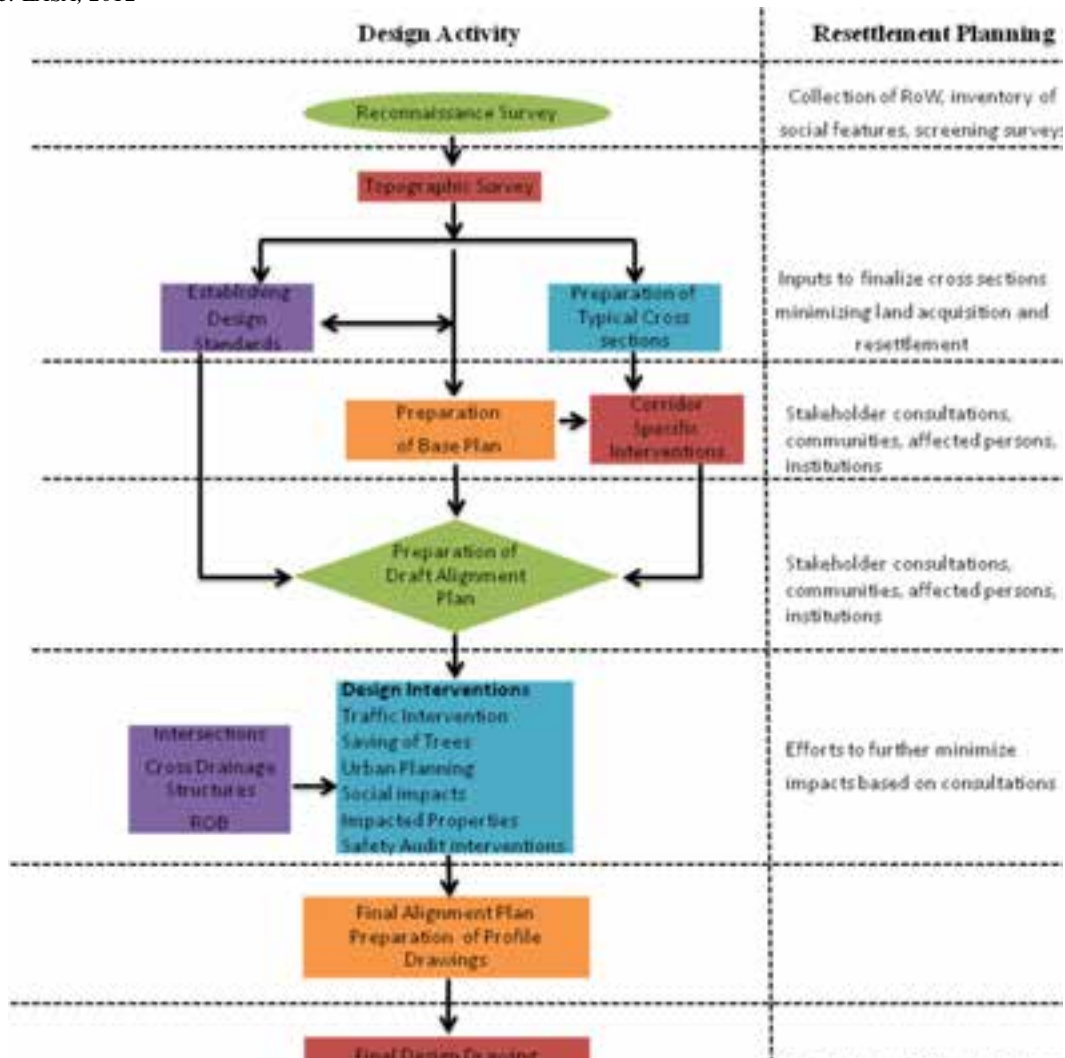 Design Activity
Resettlement Planning
Reconnaissance Survey
Collection of RoW, inventory of
social features, screening surveys
Topographic Survey
Establishing
Design
Standards
Preparation of
Typical Cross
sections
Inputs to finalize cross sections
minimizing land acquisition and
resettlement
Preparation
of Base Plan
Corridor
Specific
Interventions
Stakeholder consultations,
communities, affected persons,
institutions
Preparation of
Draft Alignment
Plan
Stakeholder consultations,
communities, affected persons,
institutions
Design Interventions
Traffic Intervention
Saving of Trees
Urban Planning
Social impacts
Impacted Properties
Safety Audit interventions
Intersections
Cross Drainage
Structures
ROB
Efforts to further minimize
impacts based on consultations
Final Alignment Plan
Preparation of Profile
Drawings
Final Design Drawing